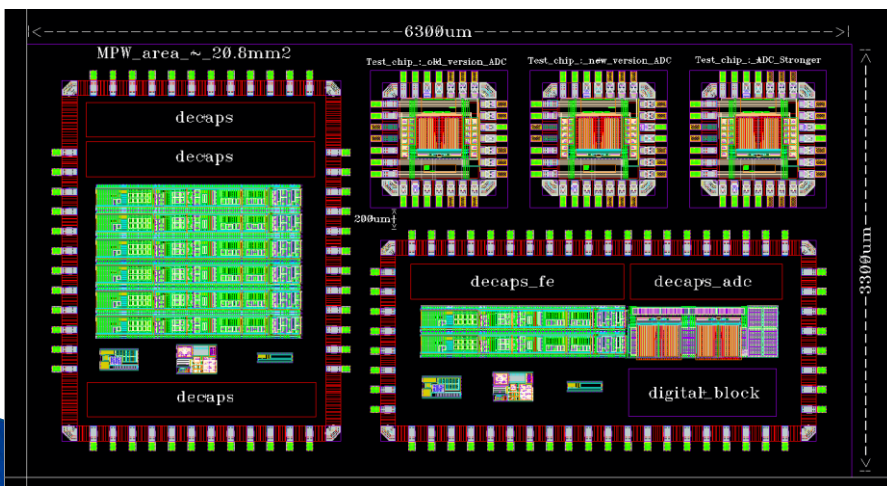 6300um
MPW_area_~_20.8mm2
Test_chip_:_old_version_ADC
Test_chip_:_new_version_ADC
Test_chip_:_ADC_Stronger
decaps
decaps
200um
3300um
decaps_fe
decaps_adc
decaps
digital_block